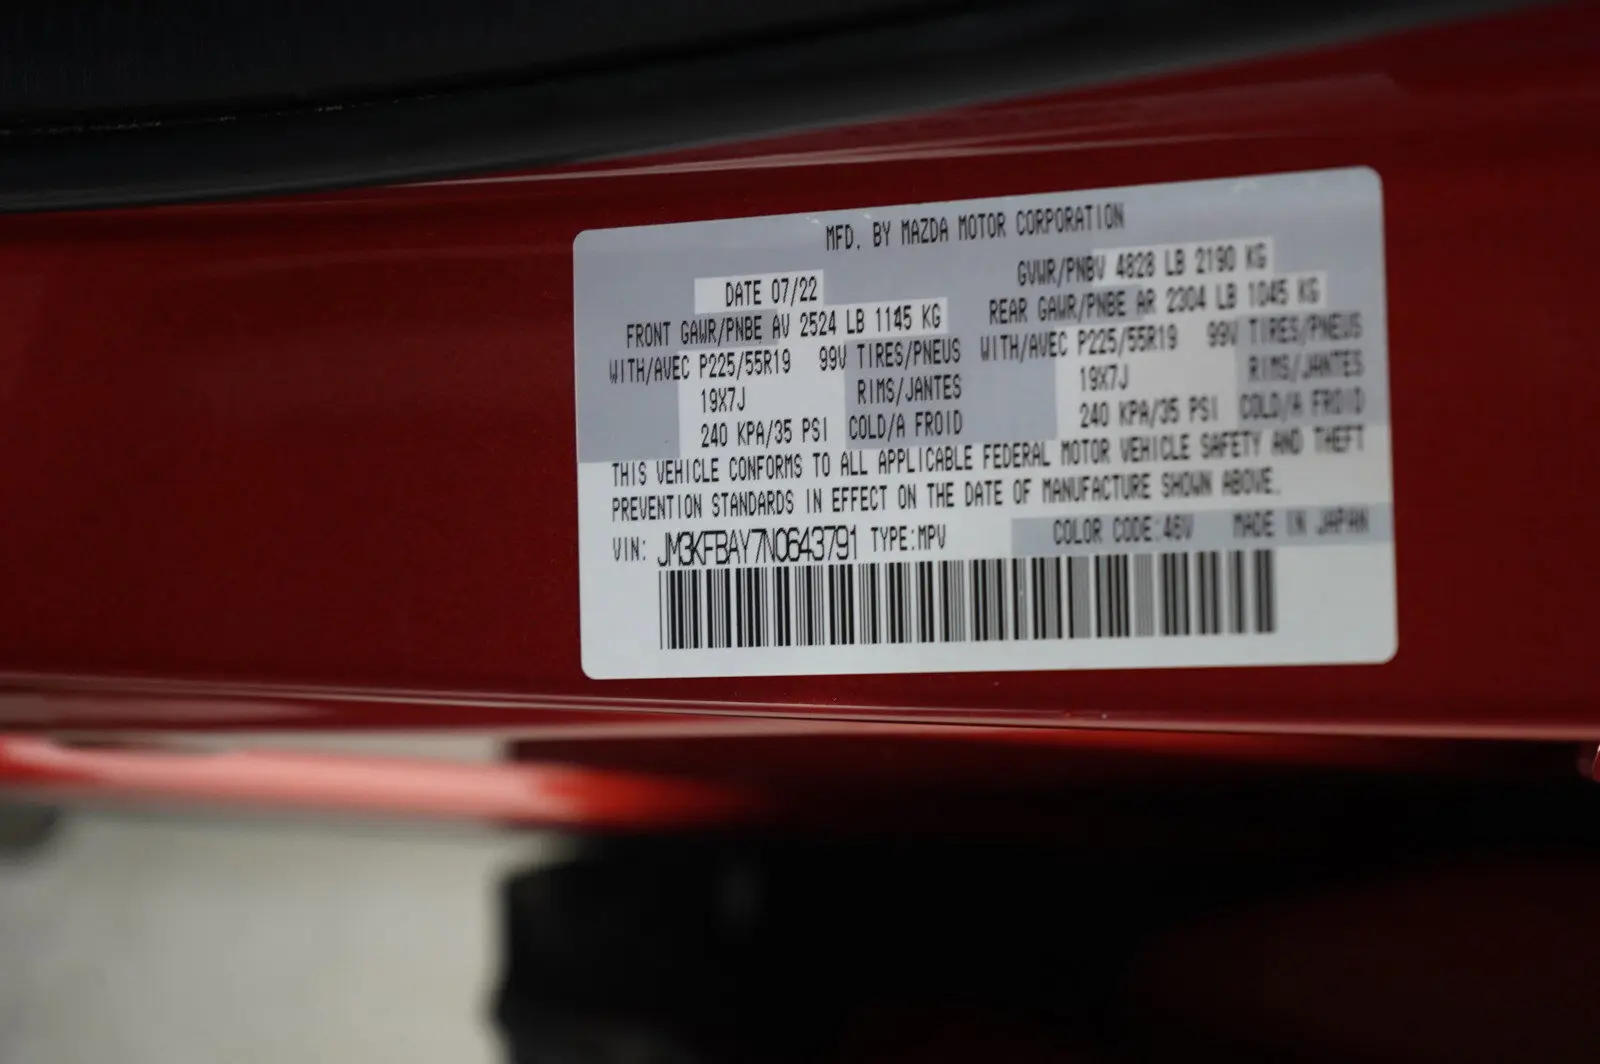 MFD. BY MAZDA MOTOR CORPORATION
DATE 07/22 GVWR/PNBV 4828 LB 2190 KG
FRONT GAWR/PNBE AV 2524 LB 1145 KG REAR GAWR/PNBE AR 2304 LB 1045 KG
WITH/AVEC P225/55R19 99V TIRES/PNEUS WITH/AVEC P225/55R19 99V TIRES/PNEUS
19X7J RIMS/JANTES 19X7J RIMS/JANTES
240 KPA/35 PSI COLD/A FROID 240 KPA/35 PSI COLD/A FROID
THIS VEHICLE CONFORMS TO ALL APPLICABLE FEDERAL MOTOR VEHICLE SAFETY AND THEFT
PREVENTION STANDARDS IN EFFECT ON THE DATE OF MANUFACTURE SHOWN ABOVE.
VIN: JM3KFBAY7N0643791 TYPE:MPV COLOR CODE:46V MADE IN JAPAN